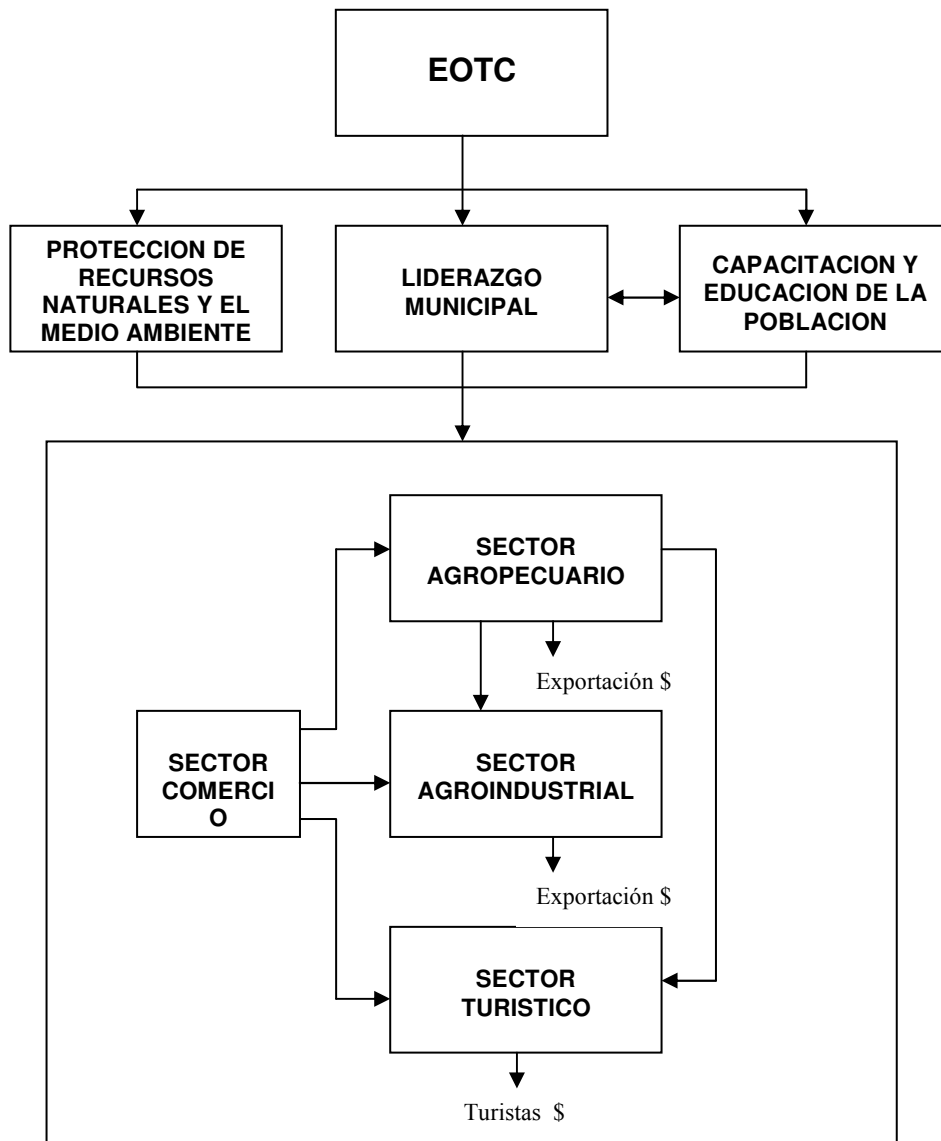 EOTC
PROTECCION DE
RECURSOS
NATURALES Y EL
MEDIO AMBIENTE
LIDERAZGO
MUNICIPAL
CAPACITACION Y
EDUCACION DE LA
POBLACION
SECTOR
AGROPECUARIO
Exportación $
SECTOR
COMERCI
O
SECTOR
AGROINDUSTRIAL
Exportación $
SECTOR
TURISTICO
Turistas $